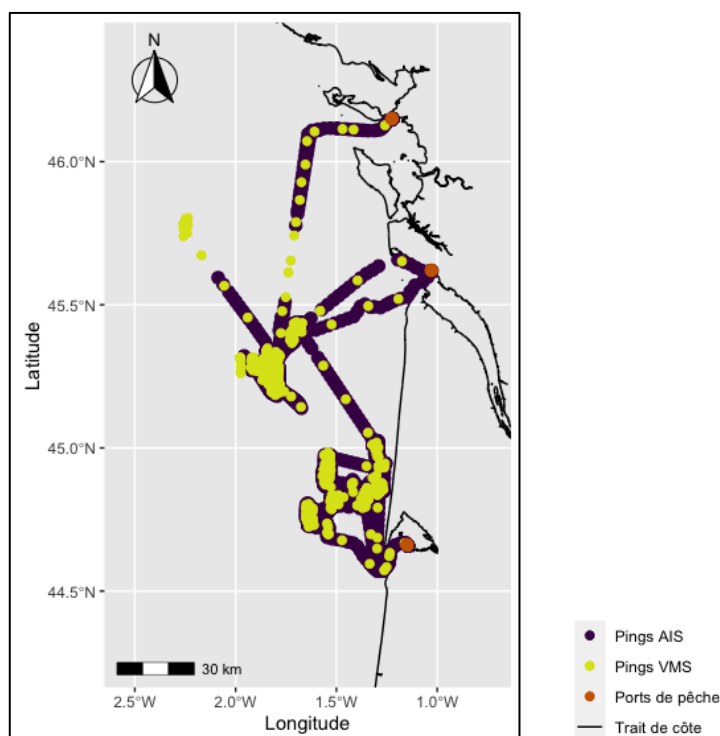 N
46.0°N
45.5°N
45.0°N
44.5°N
Latitude
30 km
2.5°W 2.0°W 1.5°W 1.0°W
Longitude
Pings AIS
Pings VMS
Ports de pêche
Trait de côte